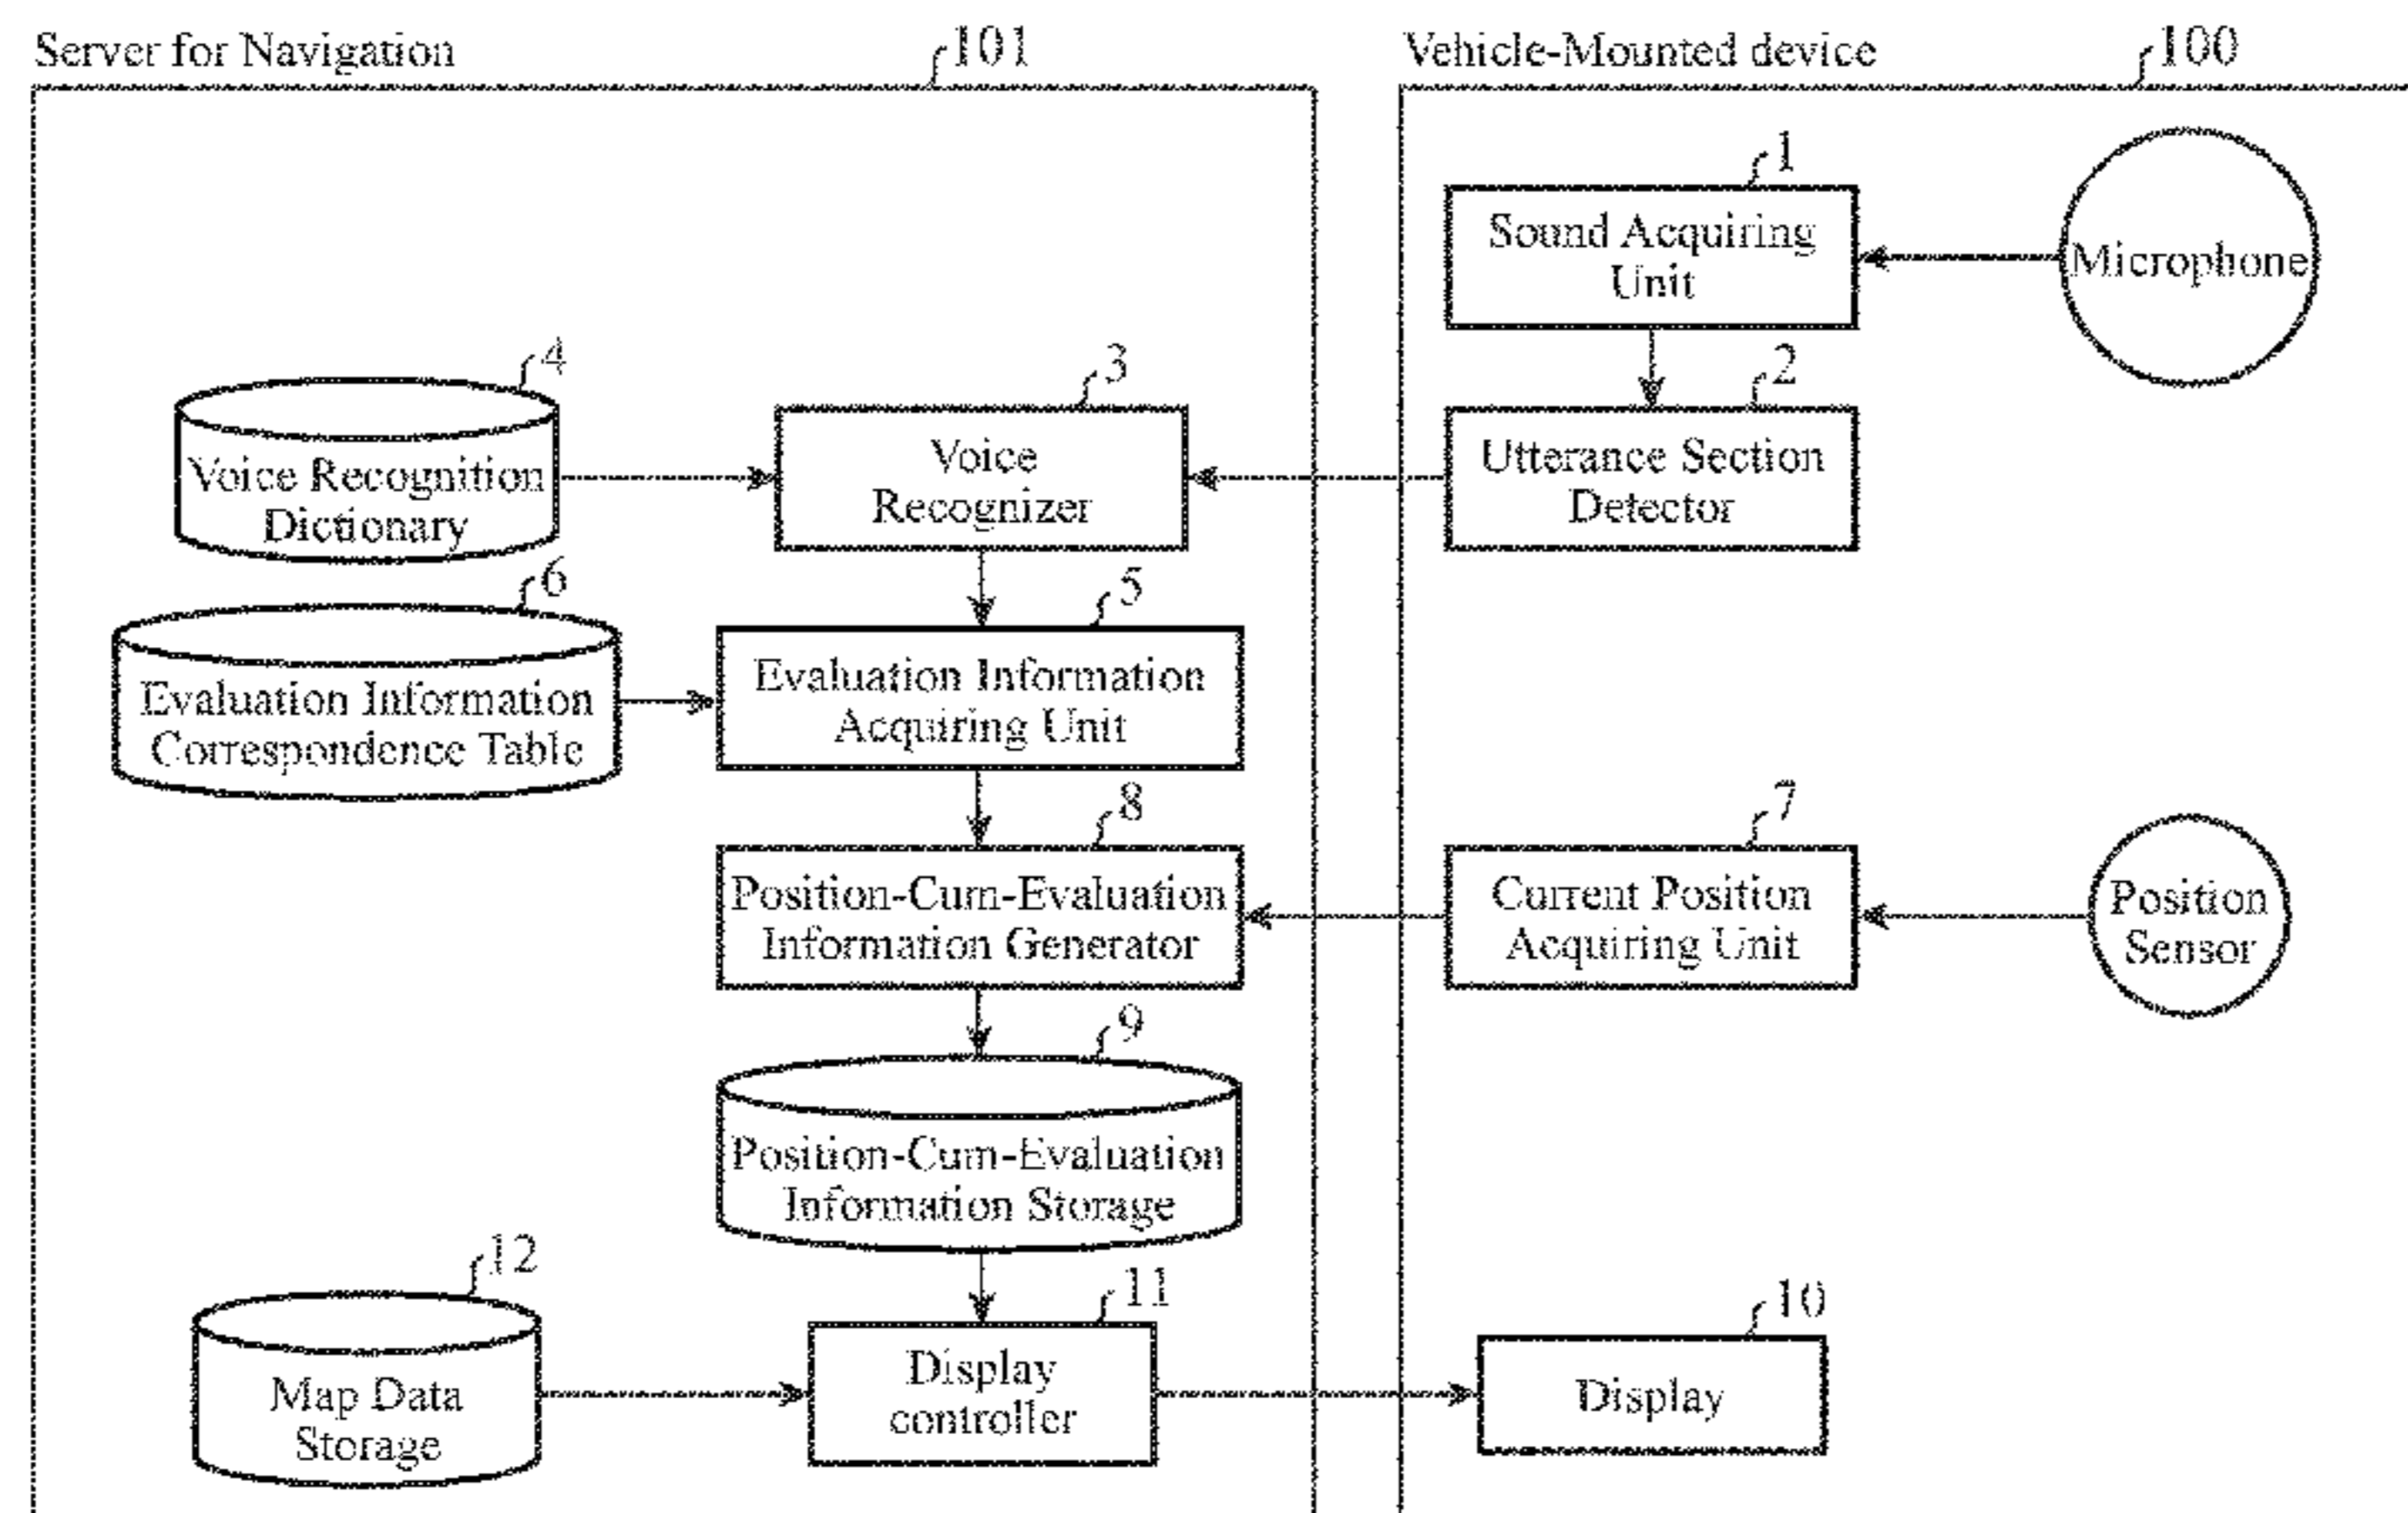 Server for Navigation
101
Vehicle-Mounted device
100
1
Sound Acquiring
Unit
Microphone
4
Voice Recognition
Dictionary
3
Voice
Recognizer
2
Utterance Section
Detector
6
Evaluation Information
Correspondence Table
5
Evaluation Information
Acquiring Unit
8
Position-Cum-Evaluation
Information Generator
7
Current Position
Acquiring Unit
Position
Sensor
9
Position-Cum-Evaluation
Information Storage
12
Map Data
Storage
11
Display
controller
10
Display